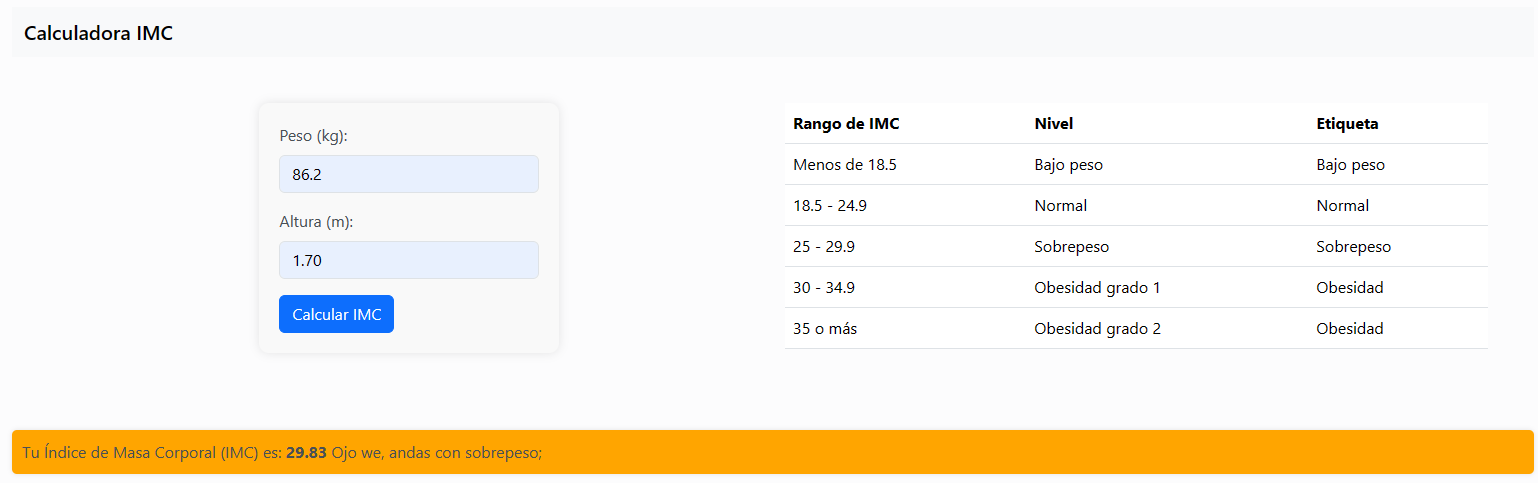 Calculadora IMC
Peso (kg):
86.2
Altura (m):
1.70
Calcular IMC
Rango de IMC Nivel Etiqueta
Menos de 18.5 Bajo peso Bajo peso
18.5 - 24.9 Normal Normal
25 - 29.9 Sobrepeso Sobrepeso
30 - 34.9 Obesidad grado 1 Obesidad
35 o más Obesidad grado 2 Obesidad
Tu Índice de Masa Corporal (IMC) es: 29.83 Ojo we, andas con sobrepeso;